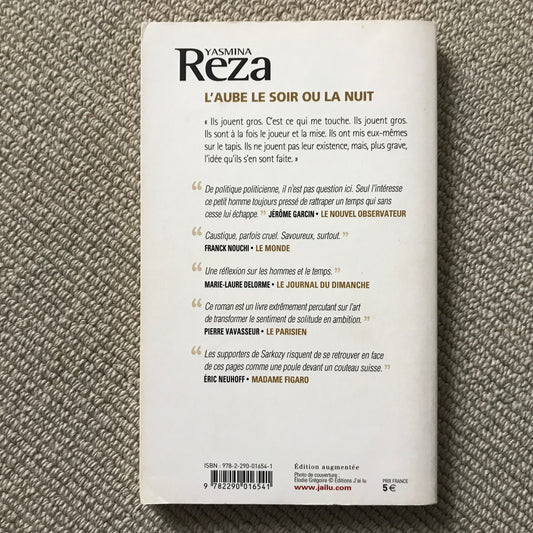 YASMINA
Reza
L'AUBE LE SOIR OU LA NUIT
« Ils jouent gros. C'est ce qui me touche. Ils jouent gros.
Ils sont à la fois le joueur et la mise. Ils ont mis eux-mêmes
sur le tapis. Ils ne jouent pas leur existence, mais, plus grave,
l'idée qu'ils s'en sont faite. »
“ De politique politicienne, il n'est pas question ici. Seul l'intéresse
ce petit homme toujours pressé de rattraper un temps qui sans
cesse lui échappe. ” JÉRÔME GARCIN • LE NOUVEL OBSERVATEUR
“ Caustique, parfois cruel. Savoureux, surtout. ”
FRANCK NOUCHI • LE MONDE
“ Une réflexion sur les hommes et le temps. ”
MARIE-LAURE DELORME • LE JOURNAL DU DIMANCHE
“ Ce roman est un livre extrêmement percutant sur l'art
de transformer le sentiment de solitude en ambition. ”
PIERRE VAVASSEUR • LE PARISIEN
“ Les supporters de Sarkozy risquent de se retrouver en face
de ces pages comme une poule devant un couteau suisse. ”
ÉRIC NEUHOFF • MADAME FIGARO
ISBN : 978-2-290-01654-1
9 782290 016541
Édition augmentée
Photo de couverture :
Élodie Grégoire © Éditions J'ai lu
www.jailu.com
PRIX FRANCE
5 €